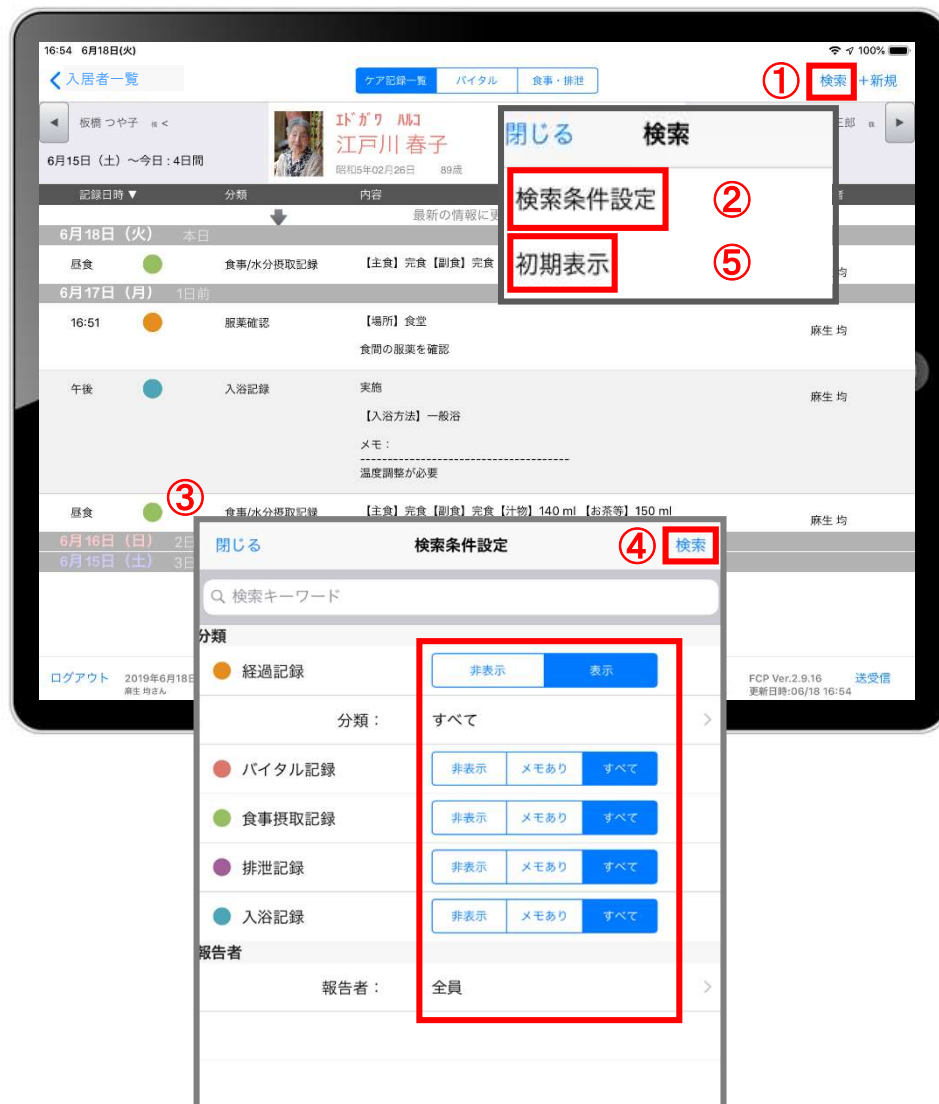 16:54 6月18日(火)
100%
入居者一覧
ケア記録一覧 バイタル 食事・排泄
① 検索 +新規
◀ 板橋 つや子 様 <
エドガワ ハルコ
江戸川 春子
昭和5年02月26日 89歳
三郎 様 ▶
6月15日（土）～今日 : 4日間
記録日時 ▼ 分類 内容
最新の情報に更
閉じる 検索
検索条件設定 ②
初期表示 ⑤
6月18日（火） 本日
昼食 食事/水分摂取記録 【主食】完食【副食】完食
6月17日（月） 1日前
16:51 服薬確認 【場所】食堂
食間の服薬を確認
麻生 均
午後 入浴記録 実施
【入浴方法】一般浴
メモ :
--------------------------------------
温度調整が必要
麻生 均
昼食 ③ 食事/水分摂取記録 【主食】完食【副食】完食【汁物】140 ml 【お茶等】150 ml
麻生 均
6月16日（日）
6月15日（土）
閉じる 検索条件設定 ④ 検索
検索キーワード
分類
経過記録 非表示 表示
分類： すべて
バイタル記録 非表示 メモあり すべて
食事摂取記録 非表示 メモあり すべて
排泄記録 非表示 メモあり すべて
入浴記録 非表示 メモあり すべて
報告者
報告者： 全員
ログアウト 2019年6月18日
麻生 均さん
FCP Ver.2.9.16 送受信
更新日時:06/18 16:54